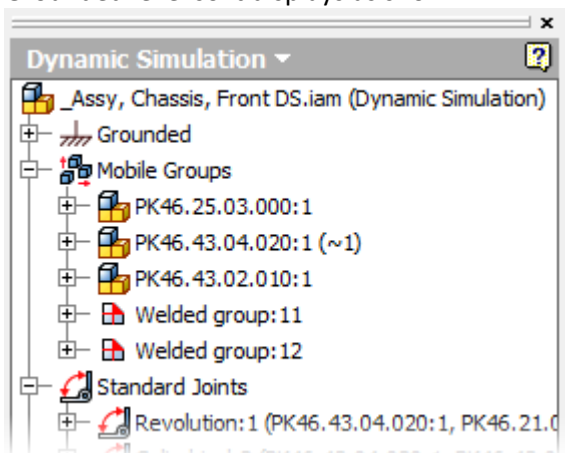 Dynamic Simulation
_Assy, Chassis, Front DS.iam (Dynamic Simulation)
Grounded
Mobile Groups
PK46.25.03.000:1
PK46.43.04.020:1 (~1)
PK46.43.02.010:1
Welded group:11
Welded group:12
Standard Joints
Revolution:1 (PK46.43.04.020:1, PK46.21.0